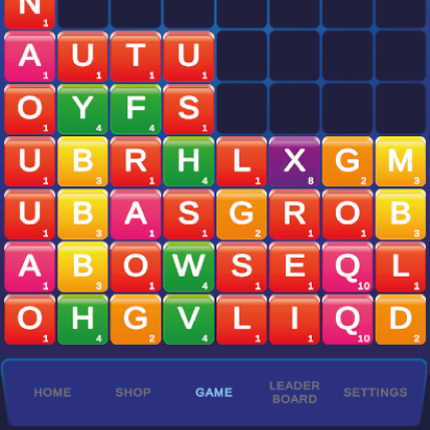 N 1
A 1 U 1 T 1 U 1
O 1 Y 4 F 4 S 1
U 1 B 3 R 1 H 4 L 1 X 8 G 2 M 3
U 1 B 3 A 1 S 1 G 2 R 1 O 1 B 3
A 1 B 3 O 1 W 4 S 1 E 1 Q 10 L 1
O 1 H 4 G 2 V 4 L 1 I 1 Q 10 D 2
HOME SHOP GAME LEADER BOARD SETTINGS